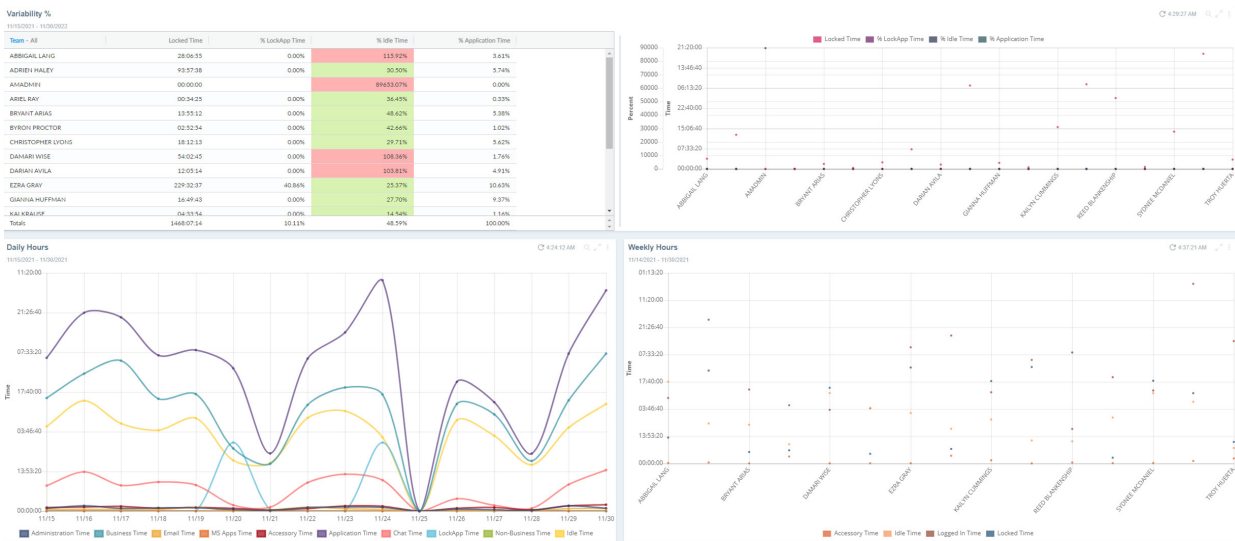 Variability %
4:29:27 AM
11/15/2021 - 11/30/2022
Team - All Locked Time % LockApp Time % Idle Time % Application Time
ABBIGAIL LANG 28:06:55 0.00% 115.92% 3.61%
ADRIEN HALEY 93:57:38 0.00% 30.50% 5.74%
AMADMIN 00:00:00 89653.07% 0.00%
ARIEL RAY 00:34:25 0.00% 36.45% 0.33%
BRYANT ARIAS 13:55:12 0.00% 48.62% 5.38%
BYRON PROCTOR 02:52:54 0.00% 42.66% 1.02%
CHRISTOPHER LYONS 18:12:13 0.00% 29.71% 5.62%
DAMARI WISE 54:02:45 0.00% 108.36% 1.76%
DARIAN AVILA 12:05:14 0.00% 103.81% 4.91%
EZRA GRAY 229:32:37 40.86% 25.37% 10.63%
GIANNA HUFFMAN 16:49:43 0.00% 27.70% 9.37%
KAI KRAUSE 04:33:54 0.00% 14.54% 1.16%
Totals 1468:07:14 10.11% 48.59% 100.00%
Locked Time % LockApp Time % Idle Time % Application Time
90000 21:20:00
80000
70000 13:46:40
60000 06:13:20
50000
40000 22:40:00
30000 15:06:40
20000
10000 07:33:20
0 00:00:00
Percent
Time
ABBIGAIL LANG
AMADMIN
BRYANT ARIAS
CHRISTOPHER LYONS
DARIAN AVILA
GIANNA HUFFMAN
KAILYN CUMMINGS
REED BLANKENSHIP
SYDNEE MCDANIEL
TROY HUERTA
Daily Hours
4:24:12 AM
11/15/2021 - 11/30/2021
11:20:00
21:26:40
07:33:20
17:40:00
03:46:40
13:53:20
00:00:00
Time
11/15 11/16 11/17 11/18 11/19 11/20 11/21 11/22 11/23 11/24 11/25 11/26 11/27 11/28 11/29 11/30
Administration Time Business Time Email Time MS Apps Time Accessory Time Application Time Chat Time LockApp Time Non-Business Time Idle Time
Weekly Hours
4:37:21 AM
11/14/2021 - 11/30/2021
01:13:20
11:20:00
21:26:40
07:33:20
17:40:00
03:46:40
13:53:20
00:00:00
Time
ABBIGAIL LANG
BRYANT ARIAS
DAMARI WISE
EZRA GRAY
KAILYN CUMMINGS
REED BLANKENSHIP
SYDNEE MCDANIEL
TROY HUERTA
Accessory Time Idle Time Logged In Time Locked Time